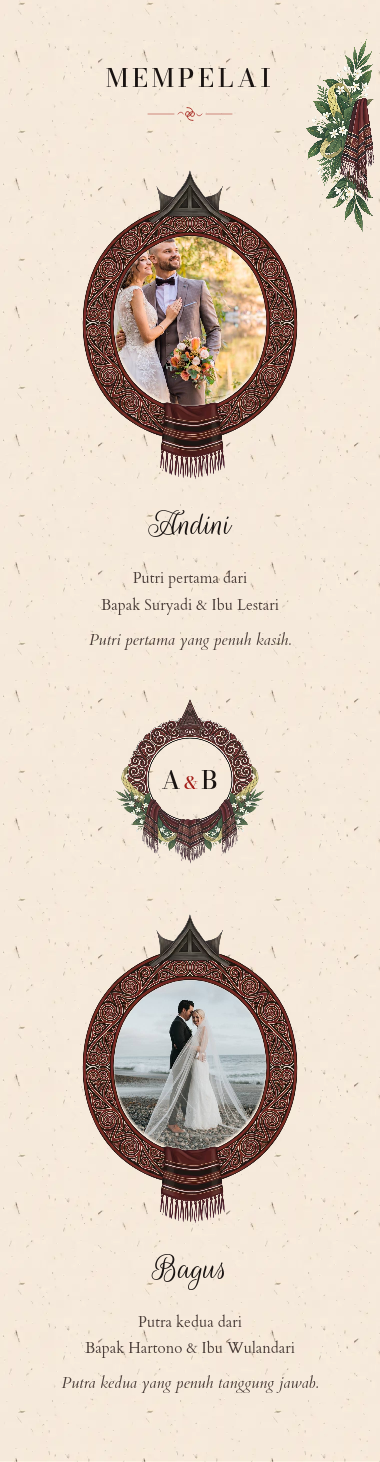 MEMPELAI
Andini
Putri pertama dari
Bapak Suryadi & Ibu Lestari
Putri pertama yang penuh kasih.
A & B
Bagus
Putra kedua dari
Bapak Hartono & Ibu Wulandari
Putra kedua yang penuh tanggung jawab.